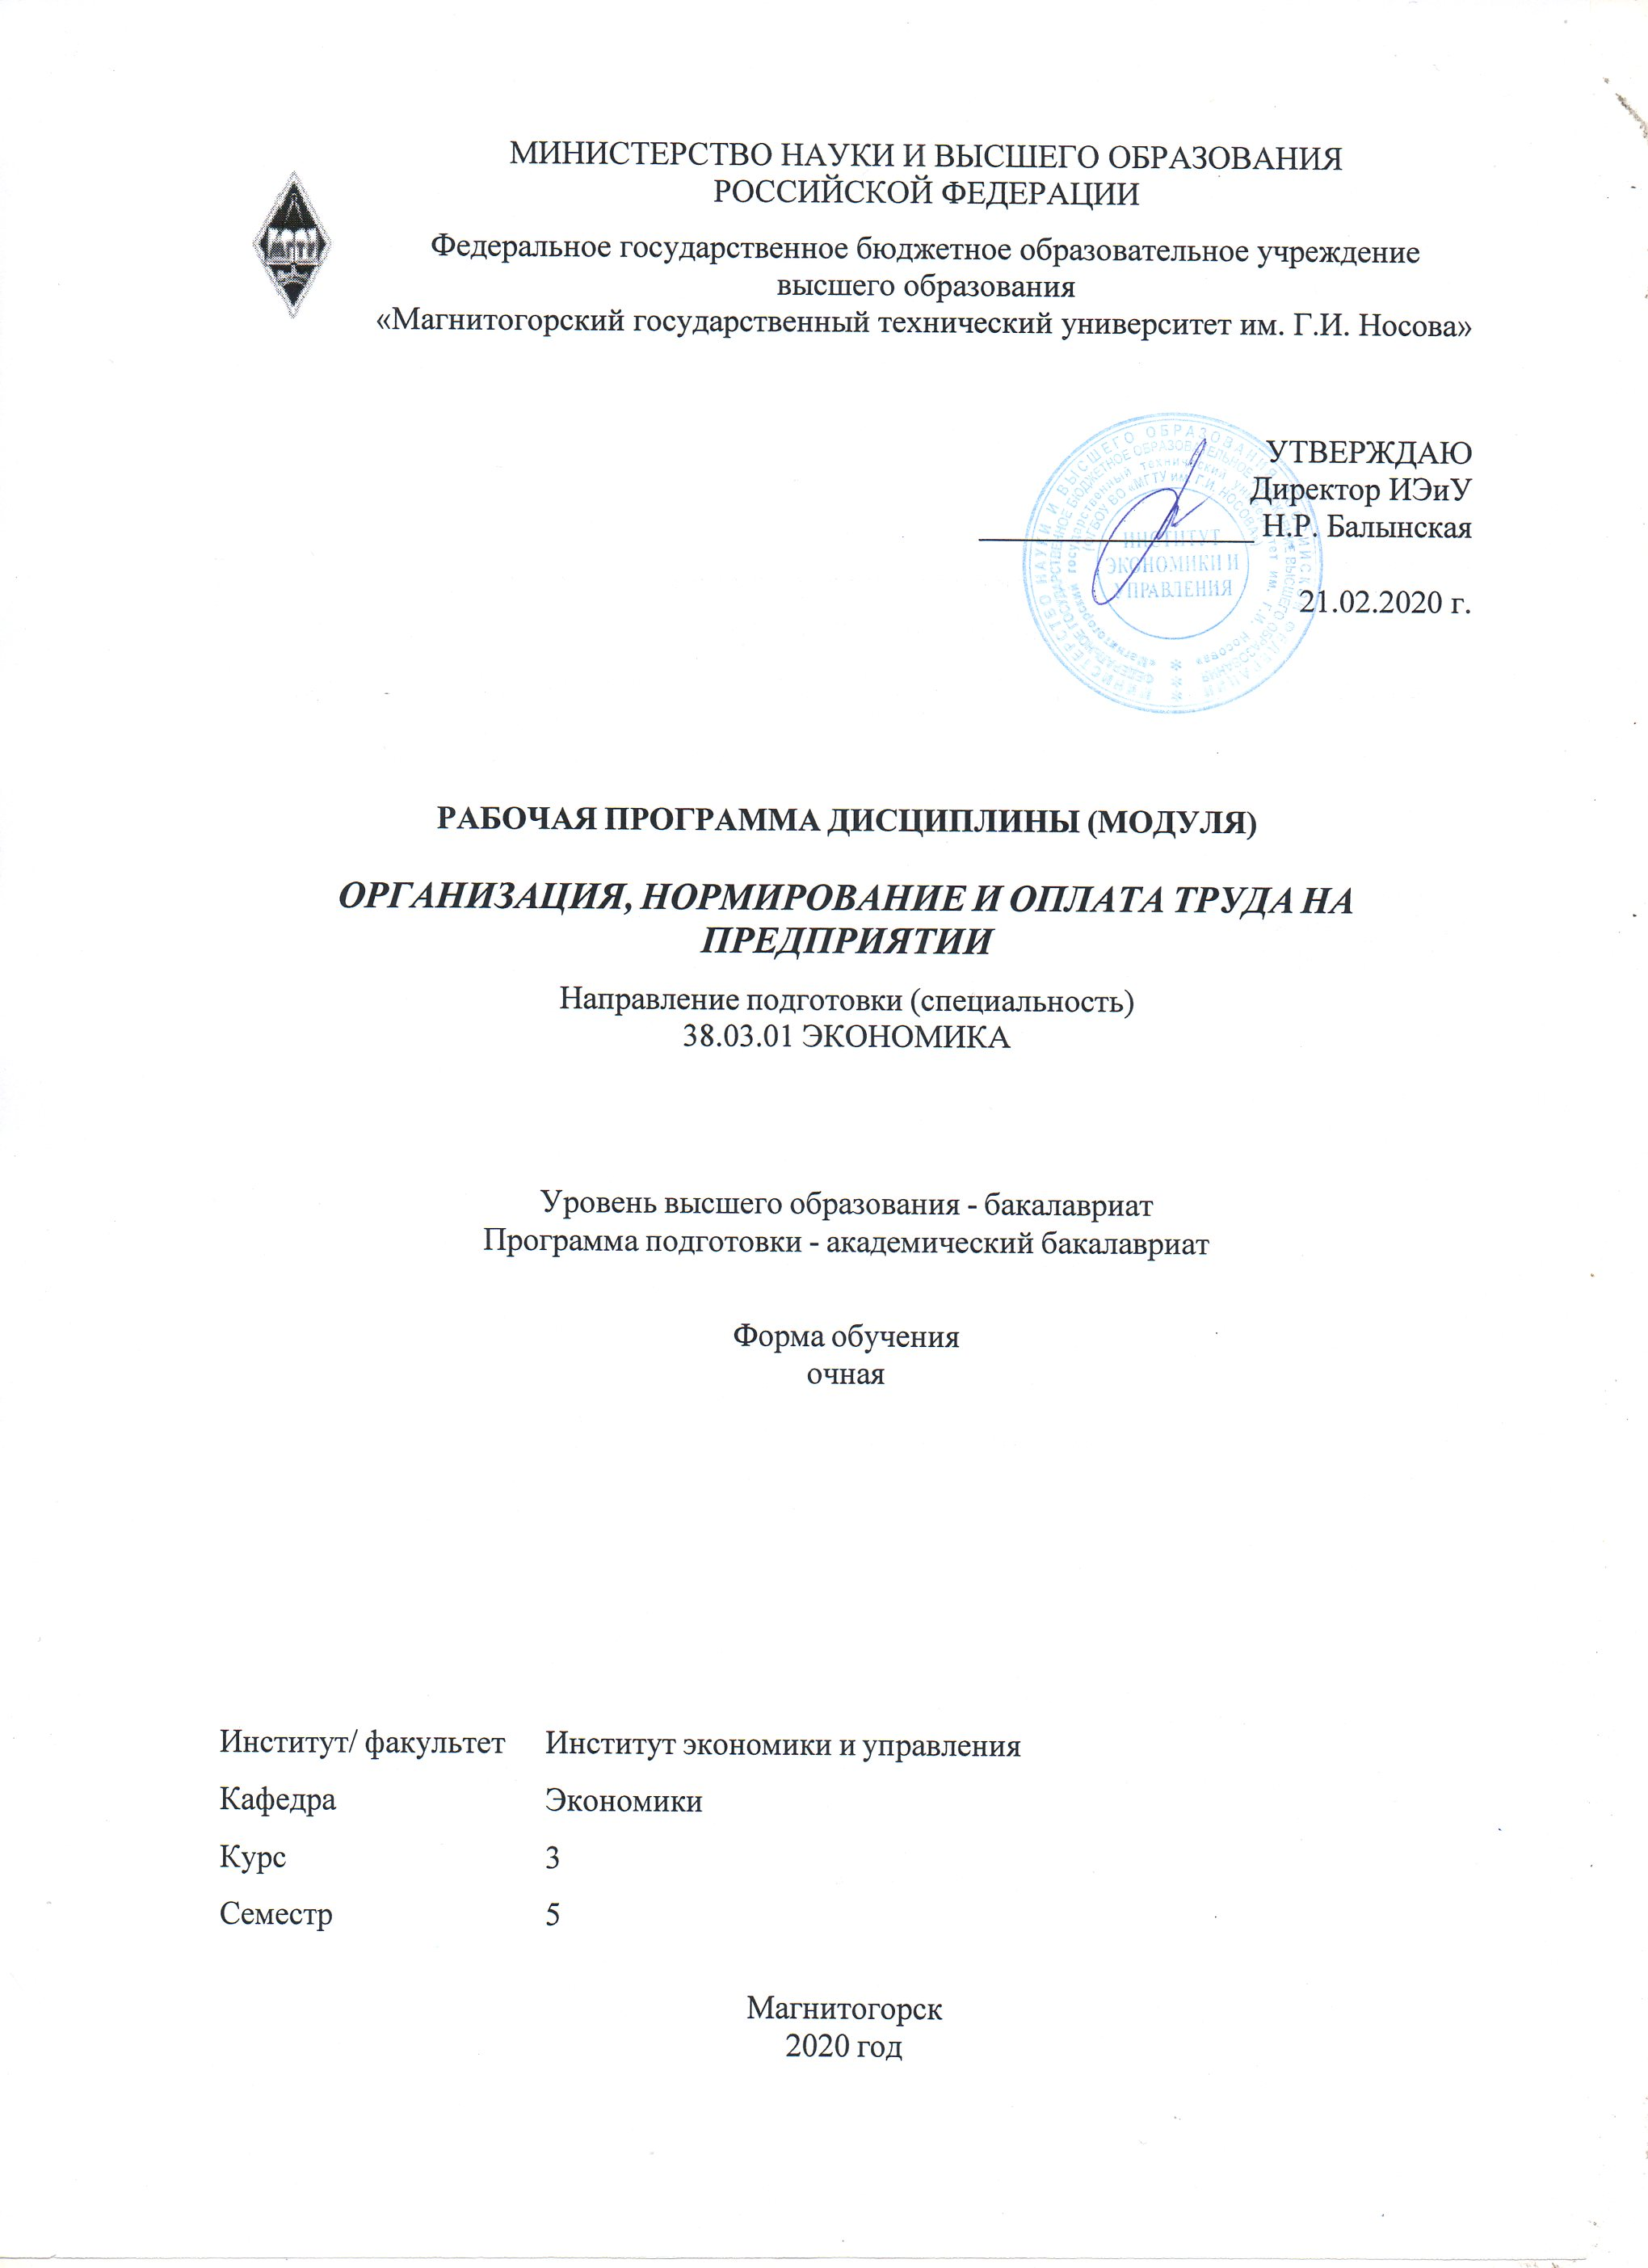 МИНИСТЕРСТВО НАУКИ И ВЫСШЕГО ОБРАЗОВАНИЯ
РОССИЙСКОЙ ФЕДЕРАЦИИ
Федеральное государственное бюджетное образовательное учреждение
высшего образования
«Магнитогорский государственный технический университет им. Г.И. Носова»
УТВЕРЖДАЮ
Директор ИЭиУ
Н.Р. Балынская
21.02.2020 г.
ИНСТИТУТ
ЭКОНОМИКИ И
УПРАВЛЕНИЯ
РАБОЧАЯ ПРОГРАММА ДИСЦИПЛИНЫ (МОДУЛЯ)
ОРГАНИЗАЦИЯ, НОРМИРОВАНИЕ И ОПЛАТА ТРУДА НА
ПРЕДПРИЯТИИ
Направление подготовки (специальность)
38.03.01 ЭКОНОМИКА
Уровень высшего образования - бакалавриат
Программа подготовки - академический бакалавриат
Форма обучения
очная
Институт/ факультет Институт экономики и управления
Кафедра Экономики
Курс 3
Семестр 5
Магнитогорск
2020 год